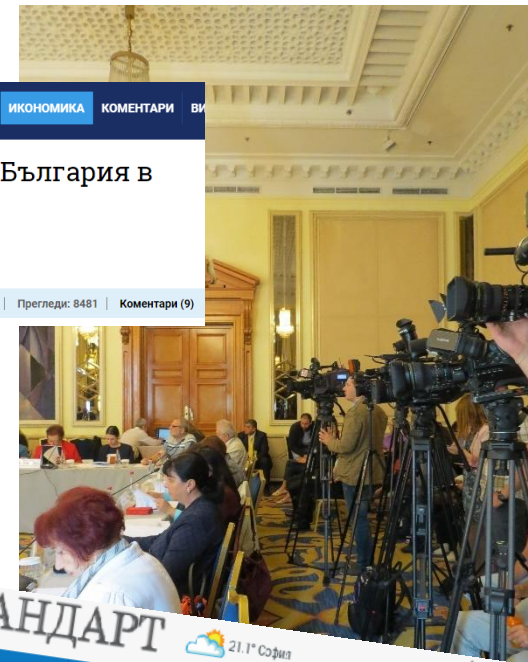 ИКОНОМИКА КОМЕНТАРИ ВИ
България в
Прегледи: 8481 Коментари (9)
АНДАРТ
21.1° София